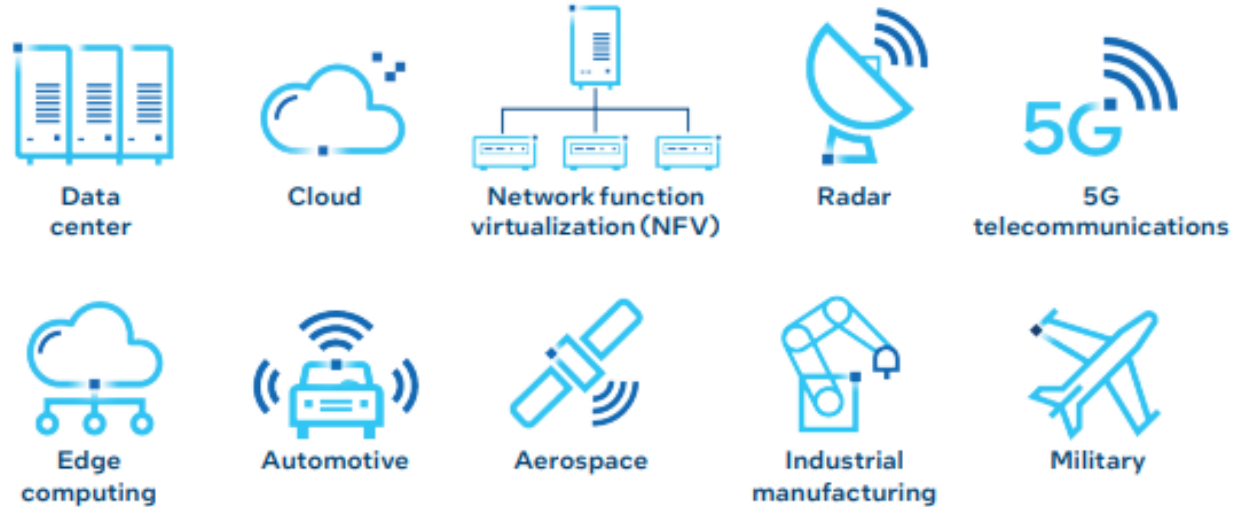 5G
Data
center
Cloud
Network function
virtualization (NFV)
Radar
5G
telecommunications
Edge
computing
Automotive
Aerospace
Industrial
manufacturing
Military